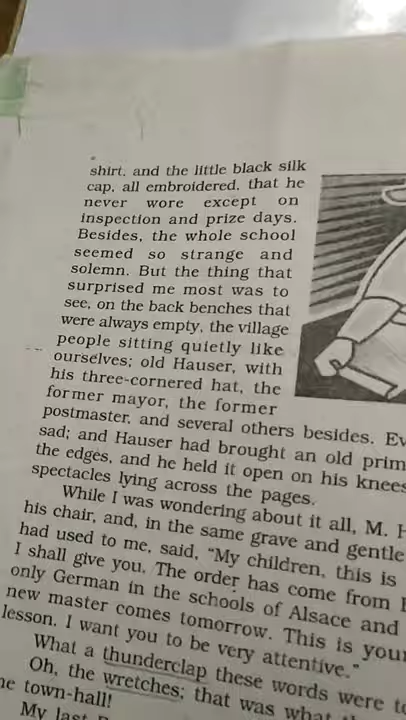 shirt, and the little black silk
cap, all embroidered, that he
never wore except on
inspection and prize days.
Besides, the whole school
seemed so strange and
solemn. But the thing that
surprised me most was to
see, on the back benches that
were always empty, the village
people sitting quietly like
ourselves; old Hauser, with
his three-cornered hat, the
former mayor, the former
postmaster, and several others besides. Ev
sad; and Hauser had brought an old prim
the edges, and he held it open on his knees
spectacles lying across the pages.
While I was wondering about it all, M. H
his chair, and, in the same grave and gentle
had used to me, said, “My children, this is
I shall give you. The order has come from
only German in the schools of Alsace and
new master comes tomorrow. This is your
lesson. I want you to be very attentive.”
What a thunderclap these words were to
Oh, the wretches; that was what
town-hall!
My last